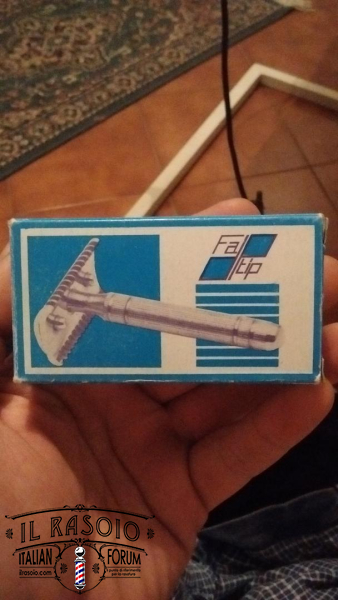 Fa
tip
IL RASOIO
ITALIAN FORUM
ilrasoio.com